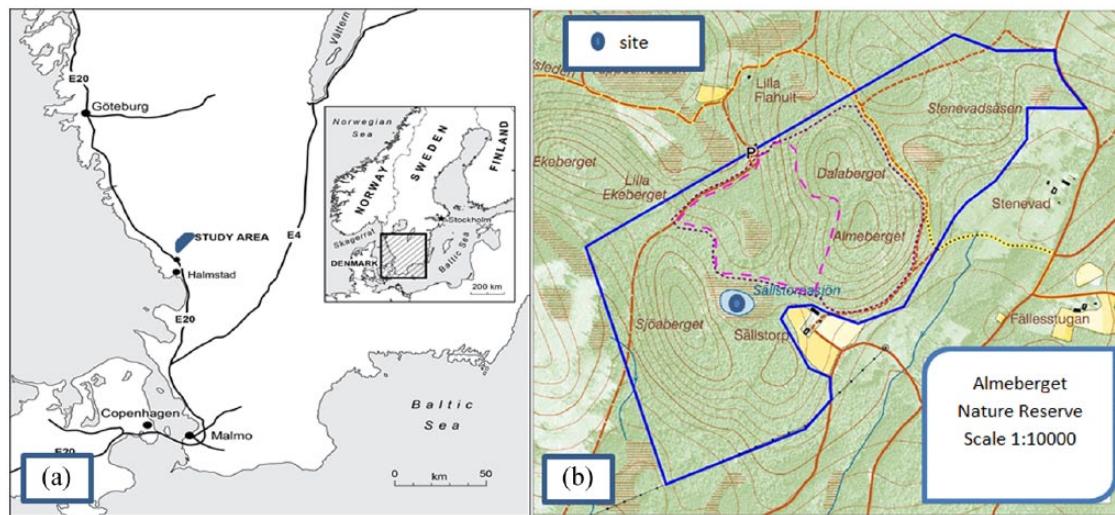 Vättern
E20
Göteburg
Norwegian
Sea
NORWAY
SWEDEN
FINLAND
Stockholm
Skagerrat
DENMARK
Baltic Sea
200 km
STUDY AREA
E4
Halmstad
E20
Copenhagen
Malmo
E20
Baltic
Sea
0
50
km
(a)
site
Lilla
Flahult
Stenevadsåsen
P
Ekeberget
Lilla
Ekeberget
Dalaberget
Stenevad
Almeberget
Sällstorpasjön
Sjöaberget
Sällstorp
Fällesstugan
Almeberget
Nature Reserve
Scale 1:10000
(b)